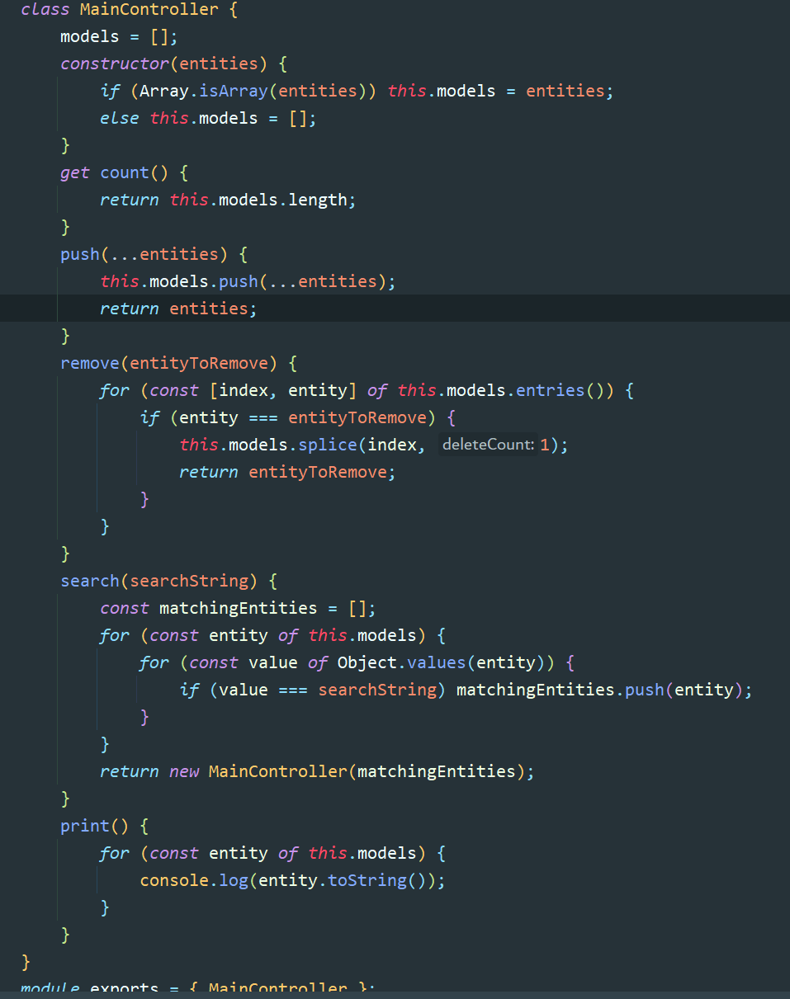 class MainController {
    models = [];
    constructor(entities) {
        if (Array.isArray(entities)) this.models = entities;
        else this.models = [];
    }
    get count() {
        return this.models.length;
    }
    push(...entities) {
        this.models.push(...entities);
        return entities;
    }
    remove(entityToRemove) {
        for (const [index, entity] of this.models.entries()) {
            if (entity === entityToRemove) {
                this.models.splice(index, deleteCount: 1);
                return entityToRemove;
            }
        }
    }
    search(searchString) {
        const matchingEntities = [];
        for (const entity of this.models) {
            for (const value of Object.values(entity)) {
                if (value === searchString) matchingEntities.push(entity);
            }
        }
        return new MainController(matchingEntities);
    }
    print() {
        for (const entity of this.models) {
            console.log(entity.toString());
        }
    }
}
module exports = { MainController };